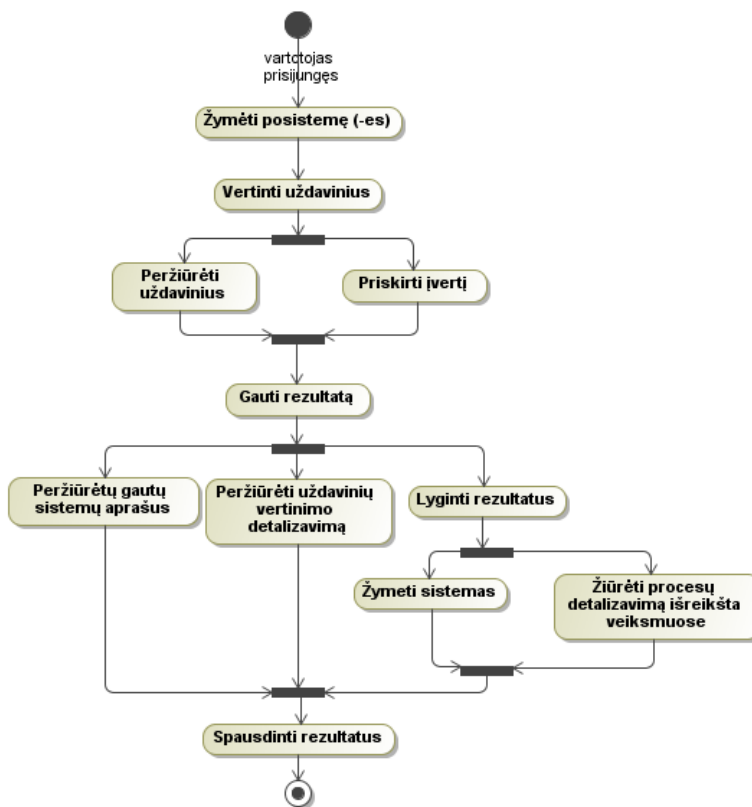 vartctojas
prisijungęs
Žymėti posistemę (-es)
Vertinti uždavinius
Peržiūrėti
uždavinius
Priskirti įvertį
Gauti rezultatą
Peržiūrėtų gautų
sistemų aprašus
Peržiūrėti uždavinių
vertinimo
detalizavimą
Lyginti rezultatus
Žymeti sistemas
Žiūrėti procesų
detalizavimą išreikšta
veiksmuose
Spausdinti rezultatus